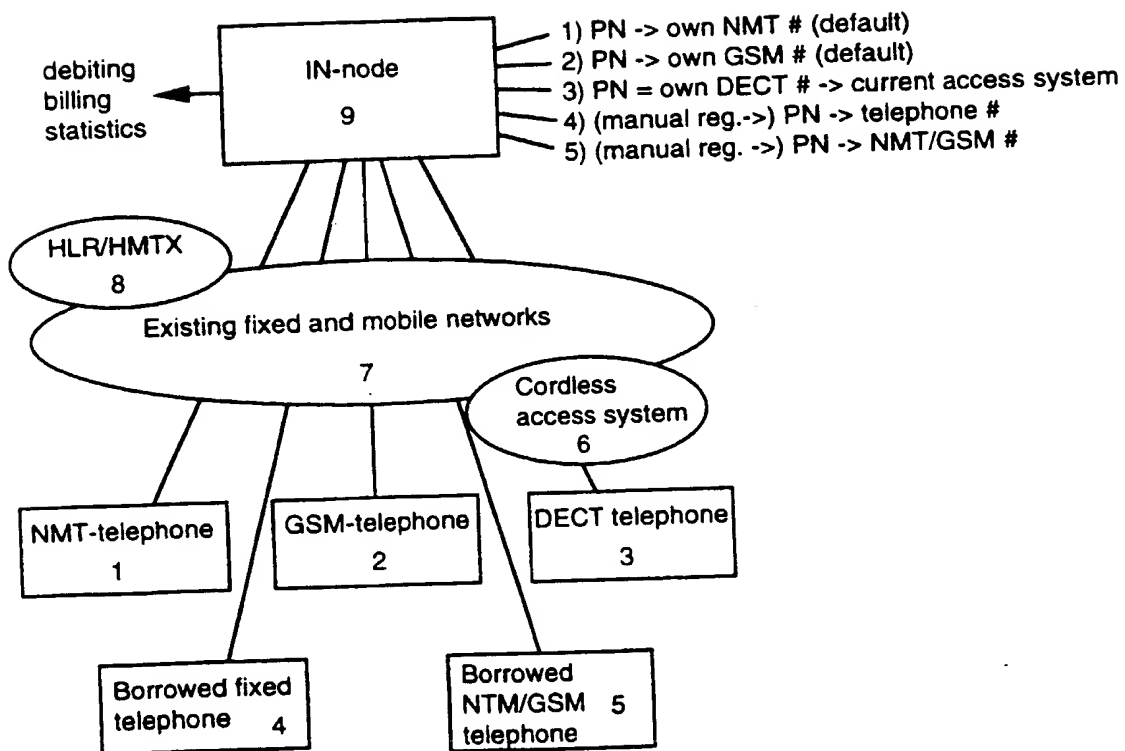 debiting
billing
statistics
IN-node
9
1) PN -> own NMT # (default)
2) PN -> own GSM # (default)
3) PN = own DECT # -> current access system
4) (manual reg.->) PN -> telephone #
5) (manual reg. ->) PN -> NMT/GSM #
HLR/HMTX
8
Existing fixed and mobile networks
7
Cordless
access system
6
NMT-telephone
1
GSM-telephone
2
DECT telephone
3
Borrowed fixed
telephone 4
Borrowed
NTM/GSM 5
telephone